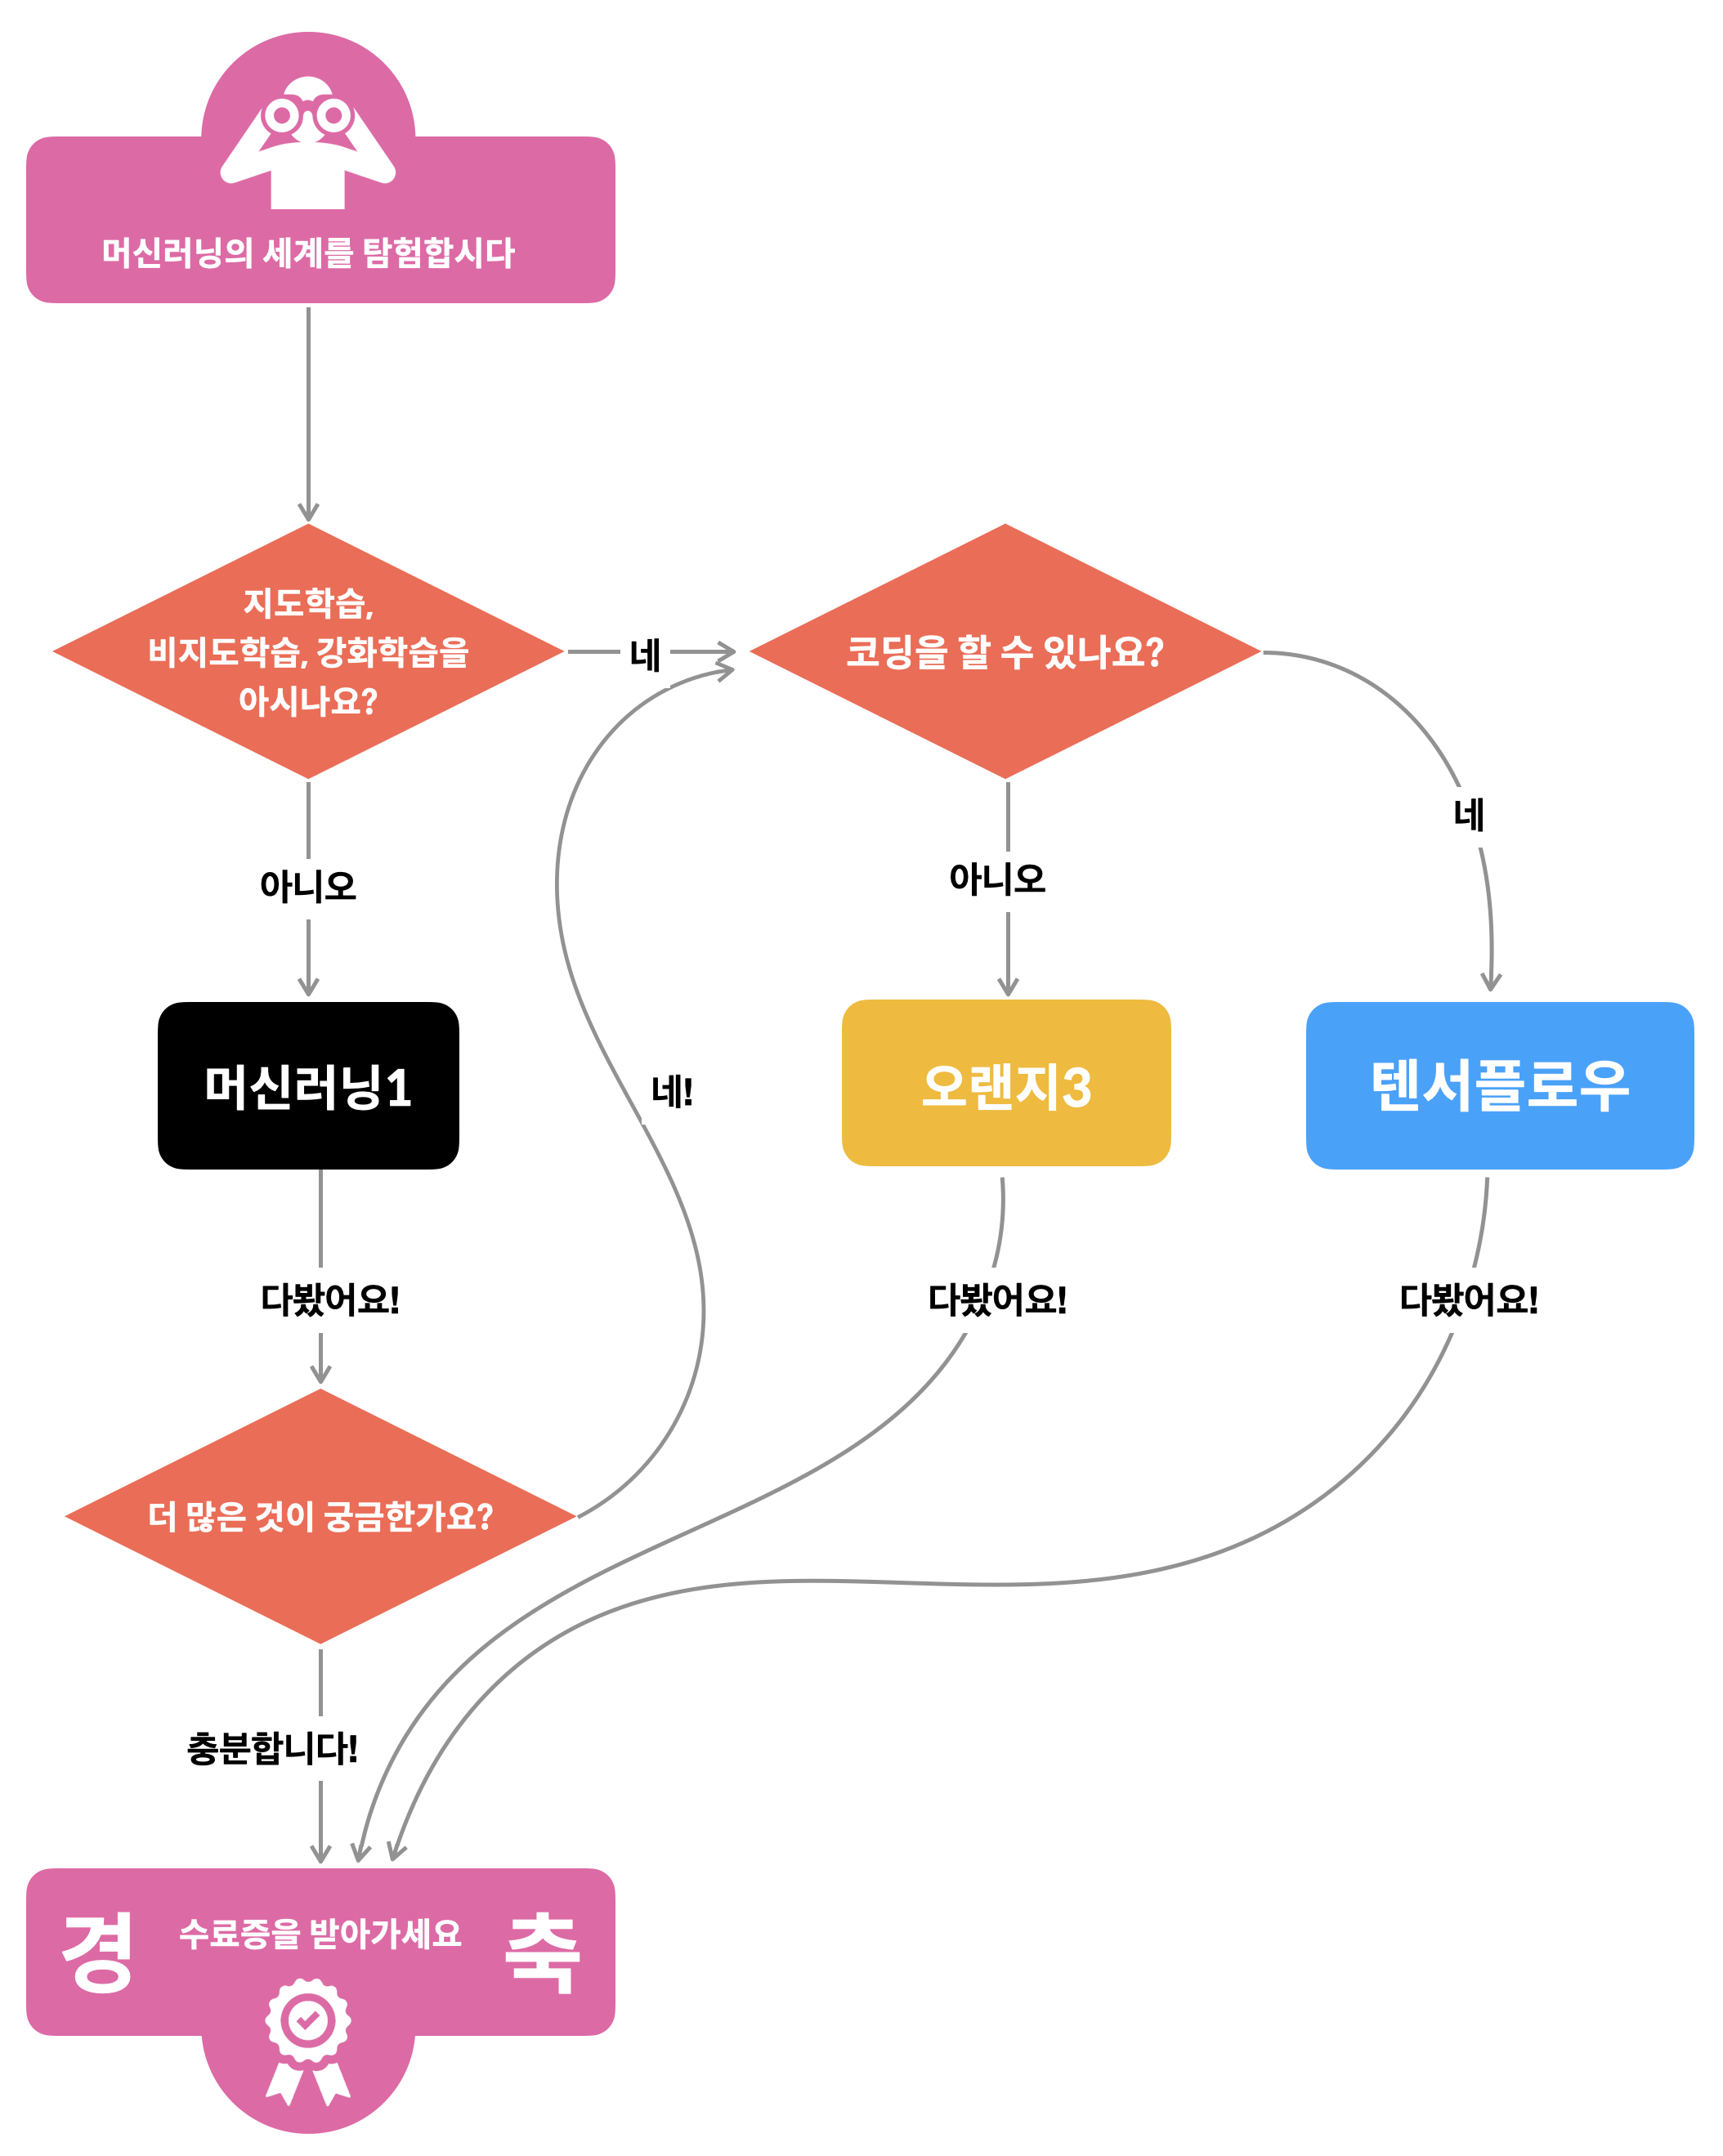 머신러닝의 세계를 탐험합시다
지도학습,
비지도학습, 강화학습을
아시나요?
네
코딩을 할 수 있나요?
네
아니오
아니오
머신러닝1
네!
오렌지3
텐서플로우
다봤어요!
다봤어요!
다봤어요!
더 많은 것이 궁금한가요?
충분합니다!
경 수료증을 받아가세요 축